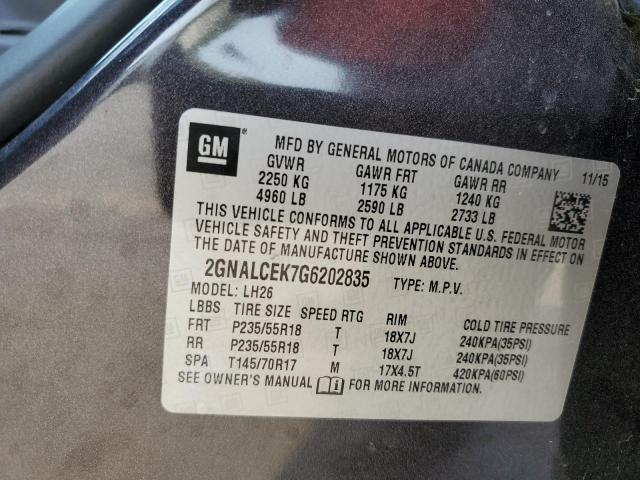 GM MFD BY GENERAL MOTORS OF CANADA COMPANY 11/15
GVWR GAWR FRT GAWR RR
2250 KG 1175 KG 1240 KG
4960 LB 2590 LB 2733 LB
THIS VEHICLE CONFORMS TO ALL APPLICABLE U.S. FEDERAL MOTOR
VEHICLE SAFETY AND THEFT PREVENTION STANDARDS IN EFFECT ON
THE DATE OF MANUFACTURE SHOWN ABOVE.
2GNALCEK7G6202835 TYPE: M.P.V.
MODEL: LH26
LBBS TIRE SIZE SPEED RTG RIM COLD TIRE PRESSURE
FRT P235/55R18 T 18X7J 240KPA(35PSI)
RR P235/55R18 T 18X7J 240KPA(35PSI)
SPA T145/70R17 M 17X4.5T 420KPA(60PSI)
SEE OWNER'S MANUAL FOR MORE INFORMATION.